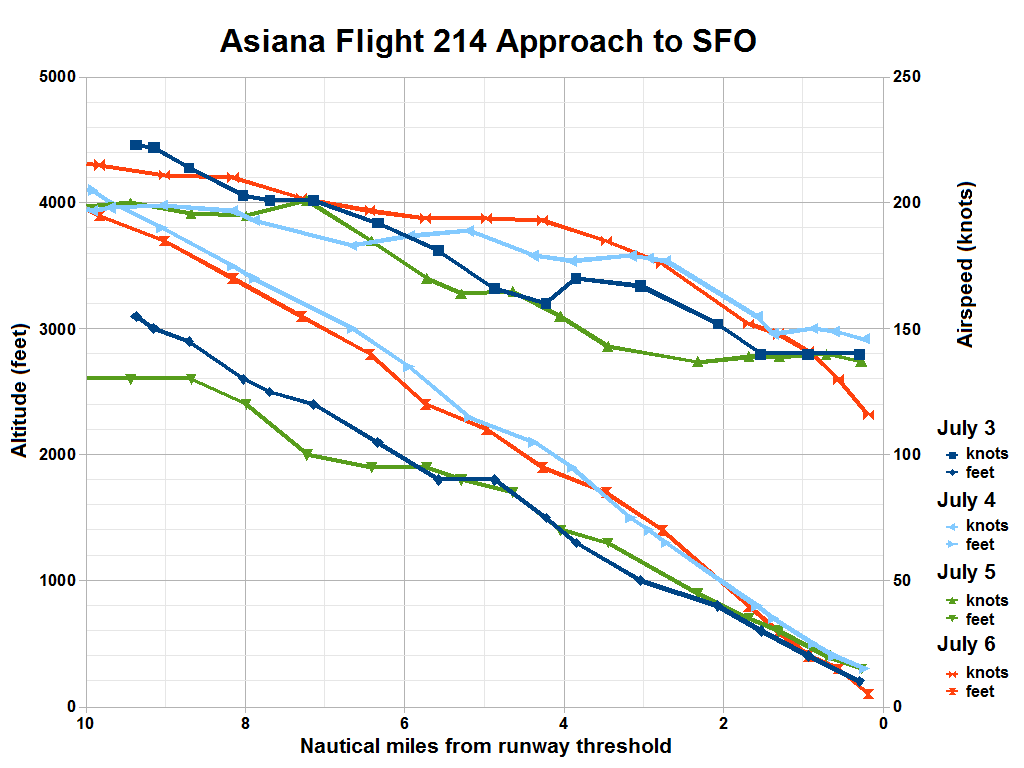 Asiana Flight 214 Approach to SFO
5000
4000
3000
2000
1000
0
Altitude (feet)
250
200
150
100
50
0
Airspeed (knots)
10
8
6
4
2
0
Nautical miles from runway threshold
July 3
knots
feet
July 4
knots
feet
July 5
knots
feet
July 6
knots
feet